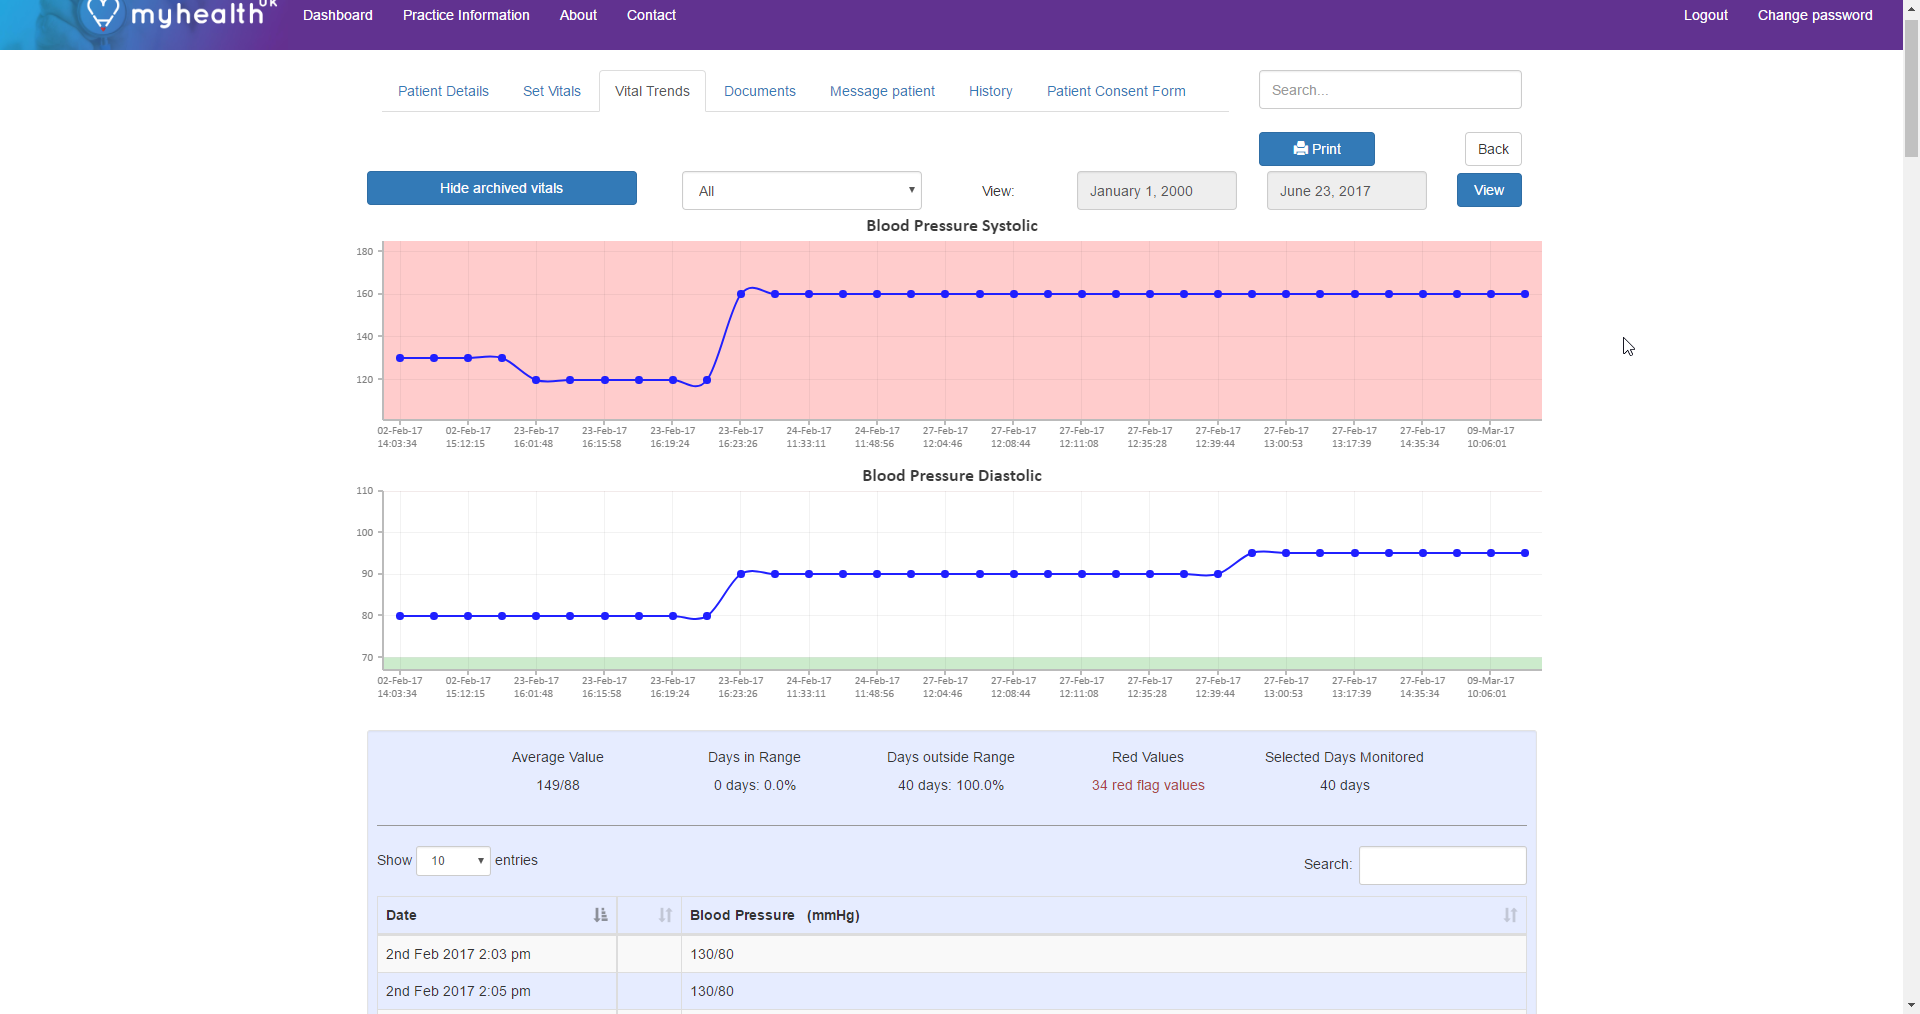 myhealth UK
Dashboard Practice Information About Contact Logout Change password
Patient Details Set Vitals Vital Trends Documents Message patient History Patient Consent Form Search...
Print Back
Hide archived vitals All View: January 1, 2000 June 23, 2017 View
Blood Pressure Systolic
180
160
140
120
02-Feb-17 02-Feb-17 23-Feb-17 23-Feb-17 23-Feb-17 23-Feb-17 24-Feb-17 24-Feb-17 27-Feb-17 27-Feb-17 27-Feb-17 27-Feb-17 27-Feb-17 27-Feb-17 27-Feb-17 27-Feb-17 09-Mar-17
14:03:34 15:12:15 16:01:48 16:15:58 16:19:24 16:23:26 11:33:11 11:48:56 12:04:46 12:08:44 12:11:08 12:35:28 12:39:44 13:00:53 13:17:39 14:35:34 10:06:01
Blood Pressure Diastolic
110
100
90
80
70
02-Feb-17 02-Feb-17 23-Feb-17 23-Feb-17 23-Feb-17 23-Feb-17 24-Feb-17 24-Feb-17 27-Feb-17 27-Feb-17 27-Feb-17 27-Feb-17 27-Feb-17 27-Feb-17 27-Feb-17 27-Feb-17 09-Mar-17
14:03:34 15:12:15 16:01:48 16:15:58 16:19:24 16:23:26 11:33:11 11:48:56 12:04:46 12:08:44 12:11:08 12:35:28 12:39:44 13:00:53 13:17:39 14:35:34 10:06:01
Average Value Days in Range Days outside Range Red Values Selected Days Monitored
149/88 0 days: 0.0% 40 days: 100.0% 34 red flag values 40 days
Show 10 entries Search:
Date Blood Pressure (mmHg)
2nd Feb 2017 2:03 pm 130/80
2nd Feb 2017 2:05 pm 130/80